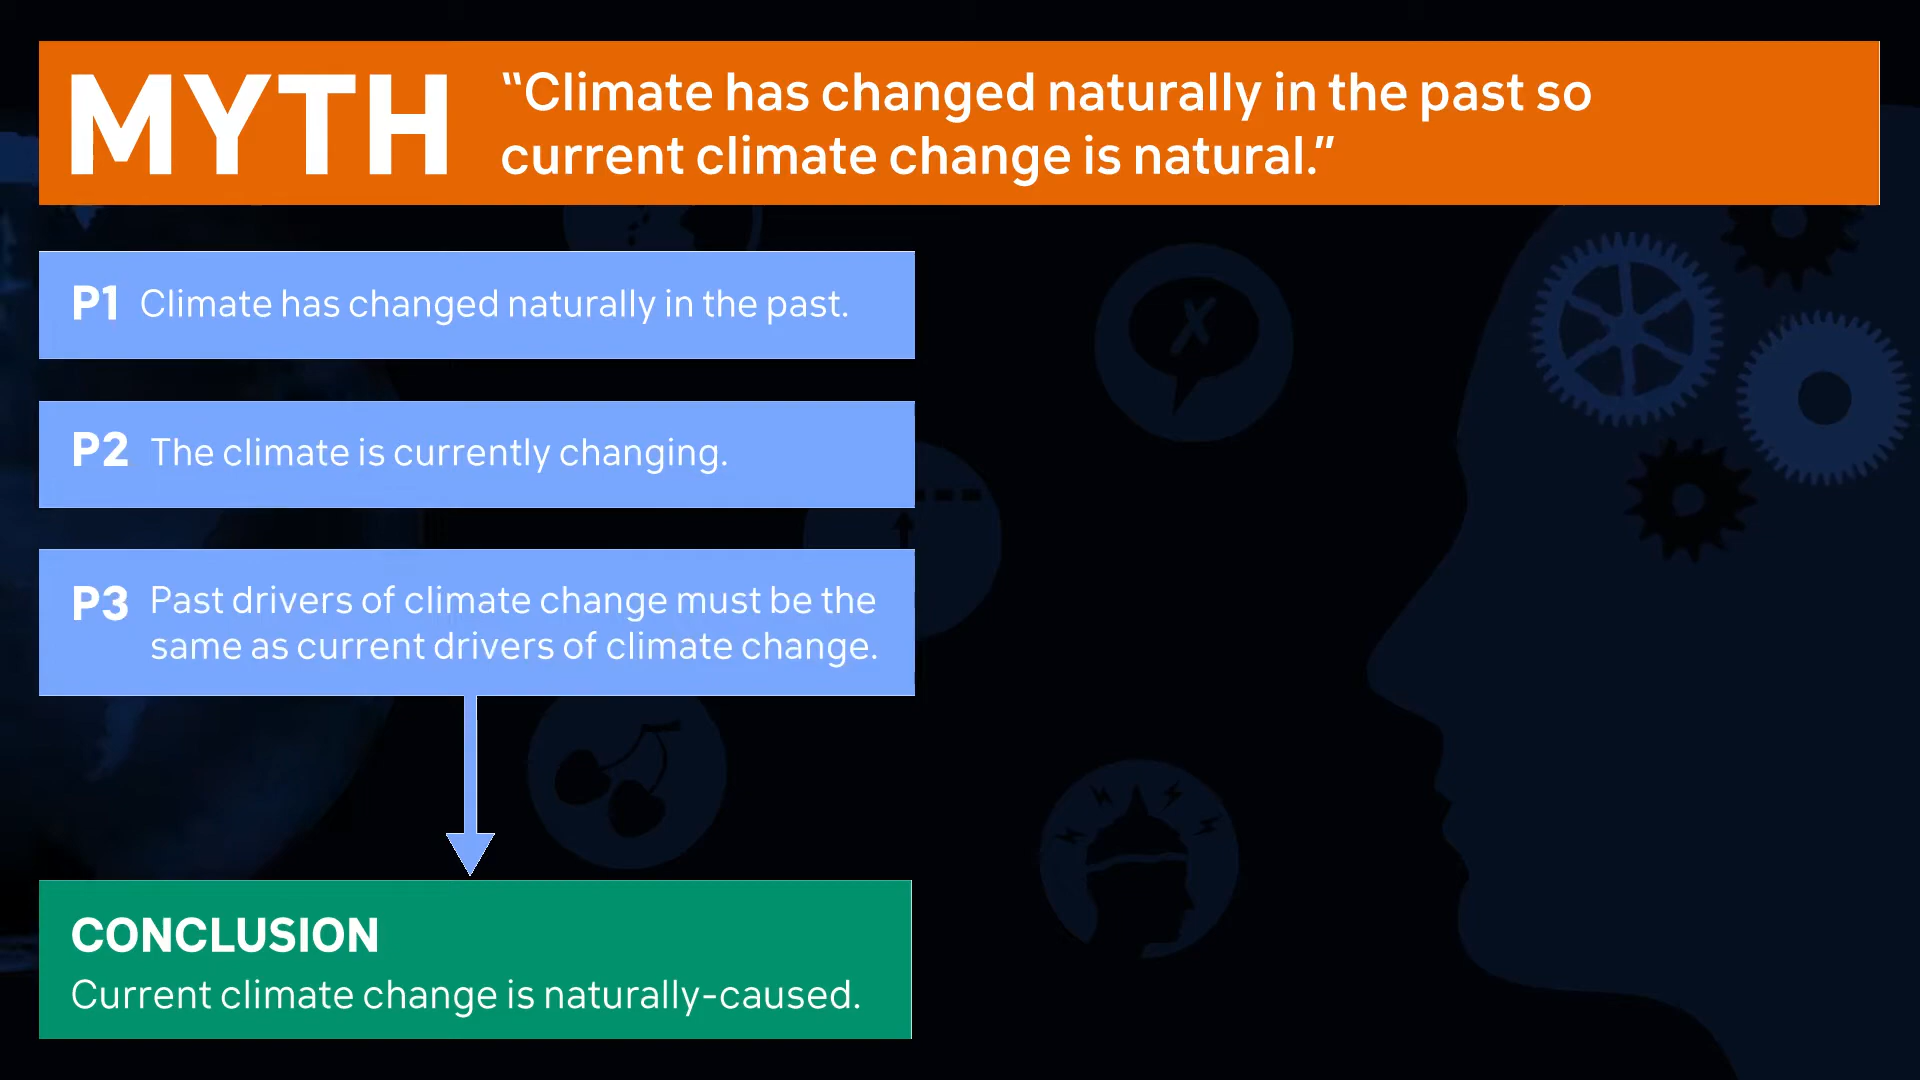 MYTH
“Climate has changed naturally in the past so
current climate change is natural.”
P1 Climate has changed naturally in the past.
P2 The climate is currently changing.
P3 Past drivers of climate change must be the
same as current drivers of climate change.
CONCLUSION
Current climate change is naturally-caused.